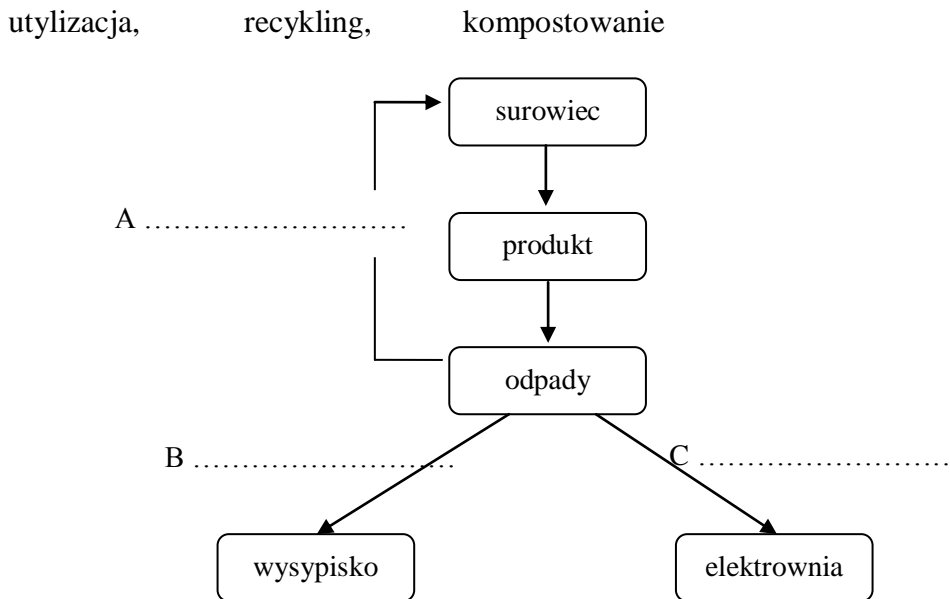 utylizacja, recykling, kompostowanie
surowiec
A ……………………………
produkt
odpady
B ……………………………
C ……………………………
wysypisko
elektrownia